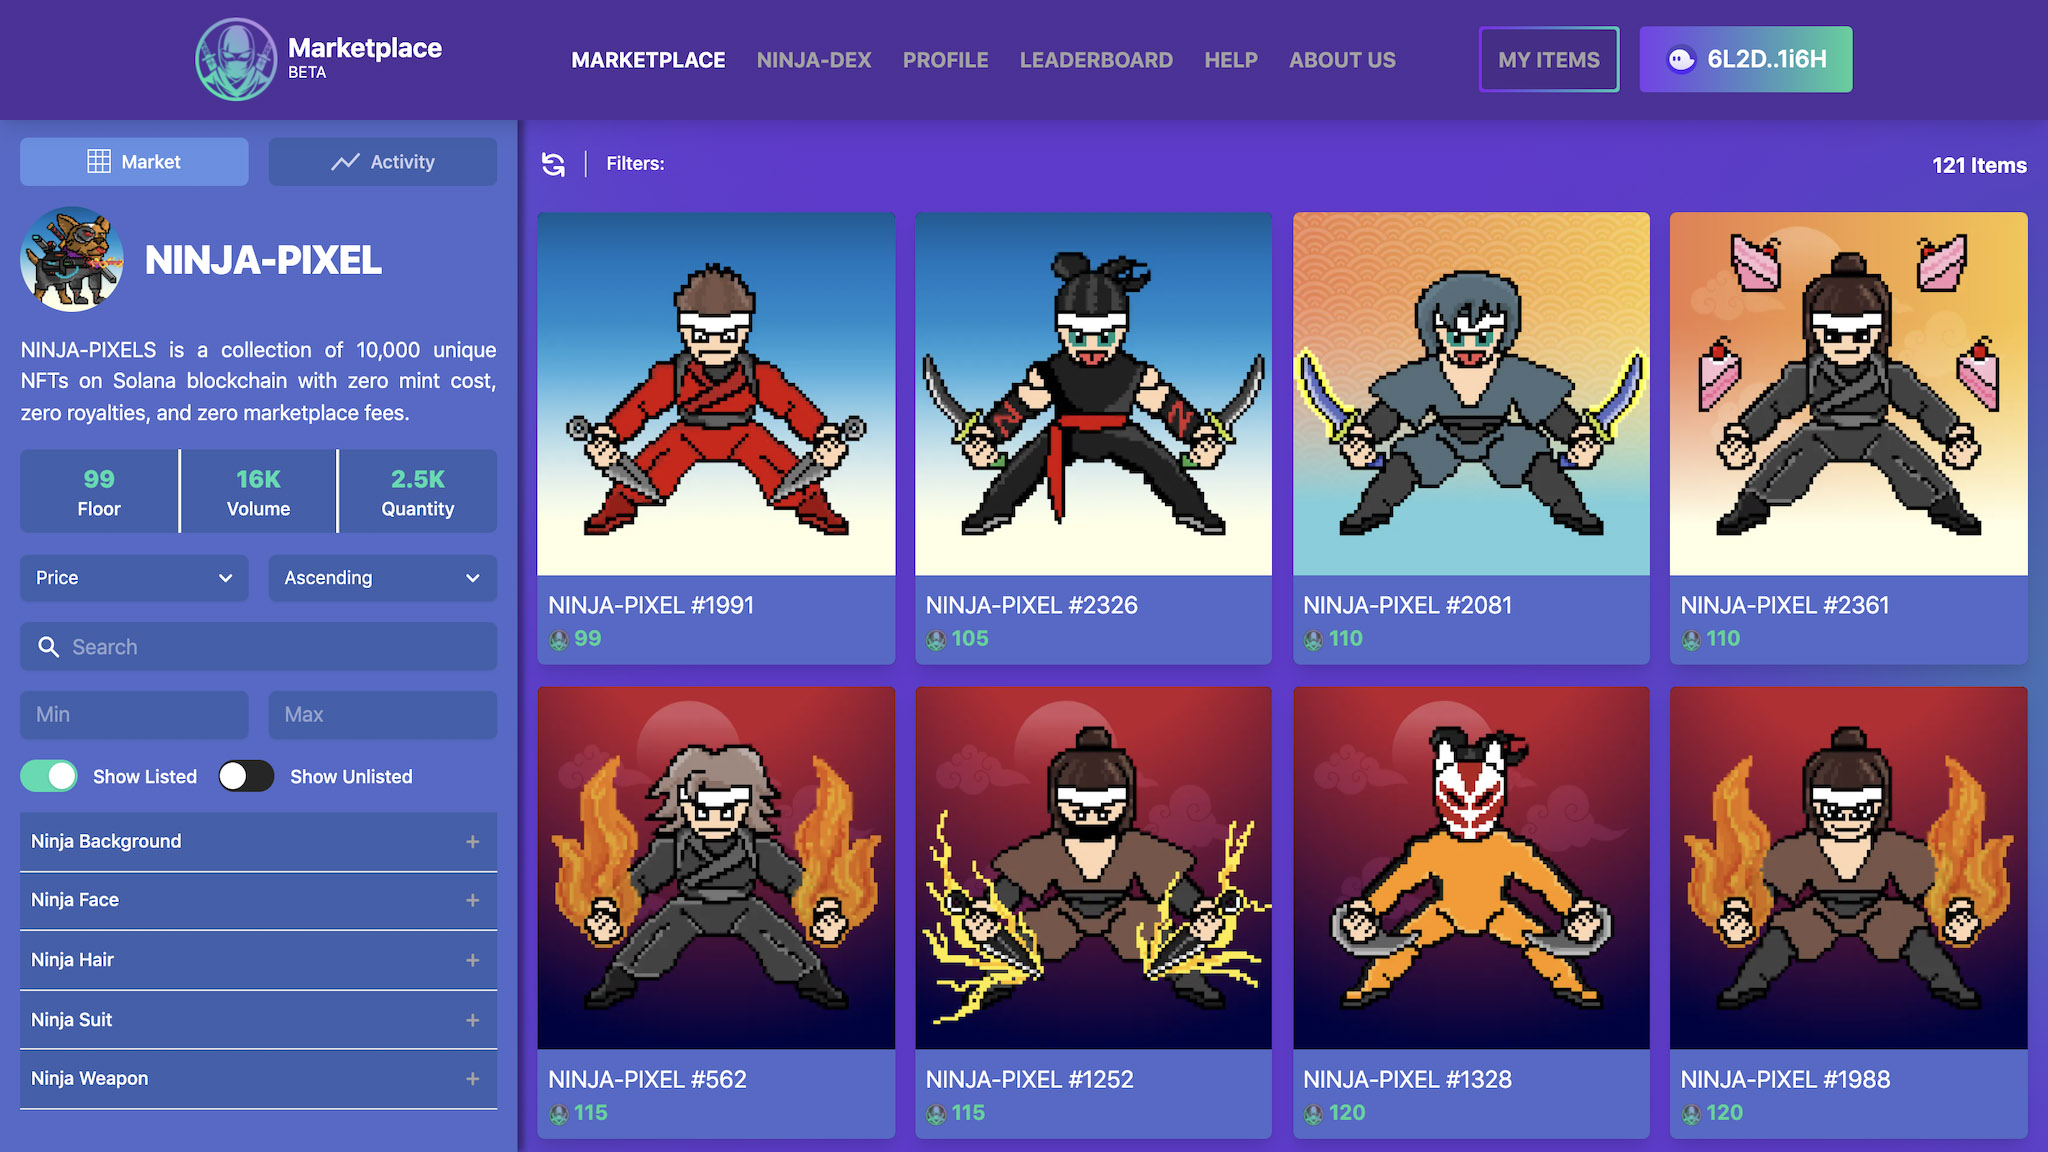 Marketplace
BETA
MARKETPLACE NINJA-DEX PROFILE LEADERBOARD HELP ABOUT US MY ITEMS 6L2D..1i6H
Market Activity
Filters:
121 Items
NINJA-PIXEL
NINJA-PIXELS is a collection of 10,000 unique
NFTs on Solana blockchain with zero mint cost,
zero royalties, and zero marketplace fees.
99 16K 2.5K
Floor Volume Quantity
Price Ascending
Search
Min Max
Show Listed Show Unlisted
Ninja Background +
Ninja Face +
Ninja Hair +
Ninja Suit +
Ninja Weapon +
NINJA-PIXEL #1991
99
NINJA-PIXEL #2326
105
NINJA-PIXEL #2081
110
NINJA-PIXEL #2361
110
NINJA-PIXEL #562
115
NINJA-PIXEL #1252
115
NINJA-PIXEL #1328
120
NINJA-PIXEL #1988
120